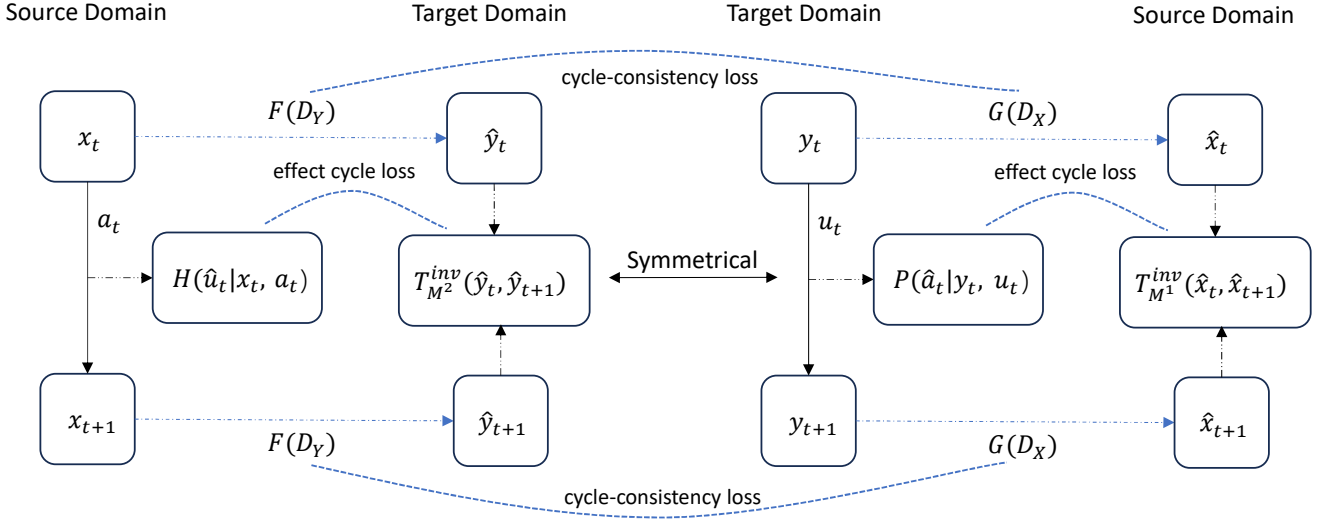 Source Domain
Target Domain
Target Domain
Source Domain
cycle-consistency loss
F(D_Y)
G(D_X)
x_t
ŷ_t
y_t
x̂_t
effect cycle loss
effect cycle loss
a_t
u_t
H(û_t|x_t, a_t)
T^{inv}_{M^2}(ŷ_t, ŷ_{t+1})
Symmetrical
P(â_t|y_t, u_t)
T^{inv}_{M^1}(x̂_t, x̂_{t+1})
x_{t+1}
ŷ_{t+1}
y_{t+1}
x̂_{t+1}
F(D_Y)
G(D_X)
cycle-consistency loss